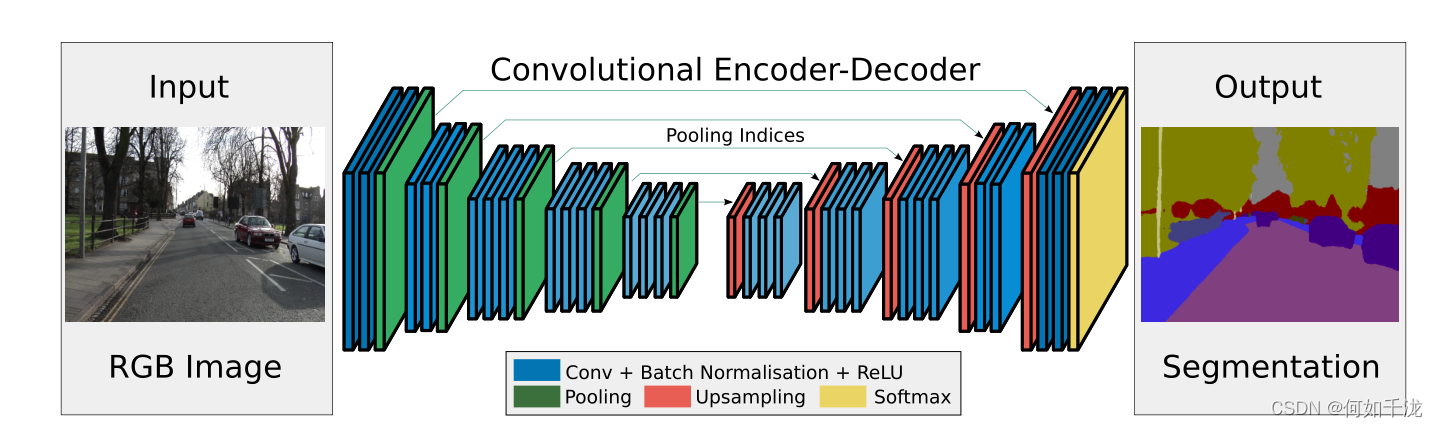 Input
RGB Image
Convolutional Encoder-Decoder
Pooling Indices
Conv + Batch Normalisation + ReLU
Pooling Upsampling Softmax
Output
Segmentation
CSDN @何如千泷